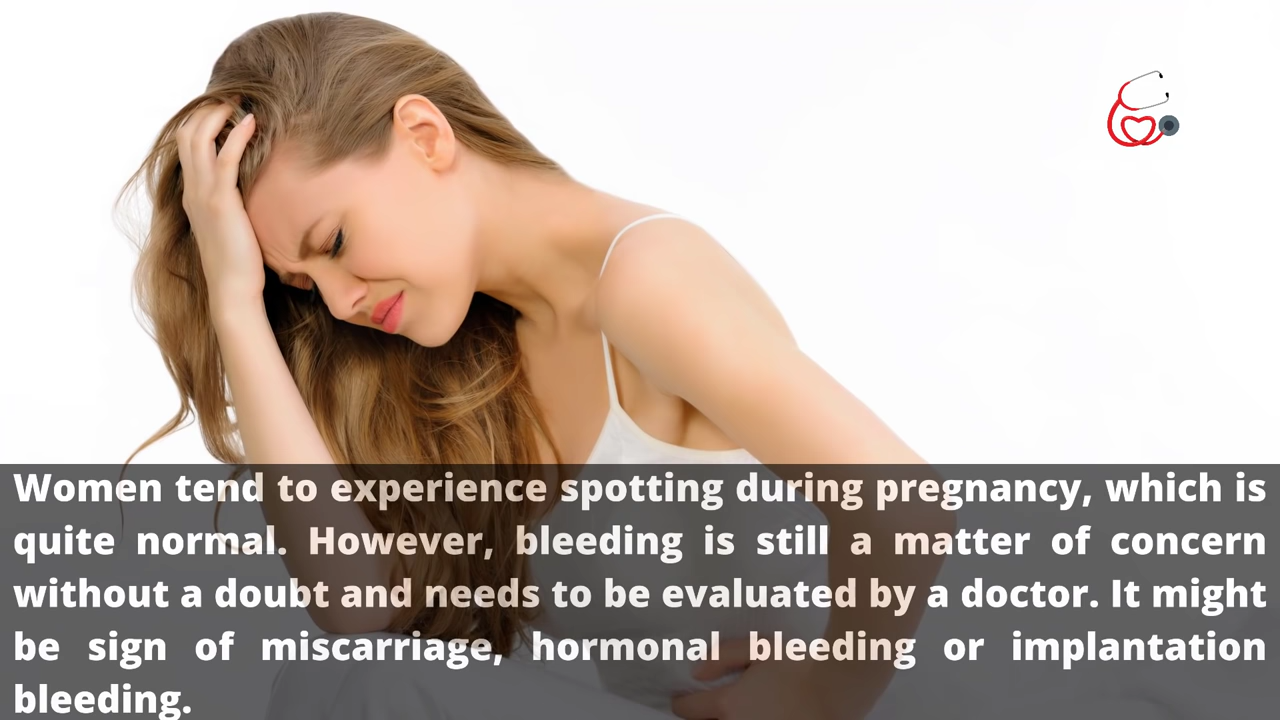 Women tend to experience spotting during pregnancy, which is
quite normal. However, bleeding is still a matter of concern
without a doubt and needs to be evaluated by a doctor. It might
be sign of miscarriage, hormonal bleeding or implantation
bleeding.